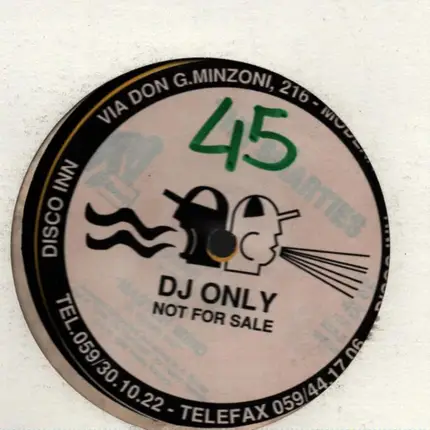 VIA DON G.MINZONI, 216 -
DISCO INN
45
DJ ONLY
NOT FOR SALE
TEL.059/30.10.22 - TELEFAX 059/44.17.06